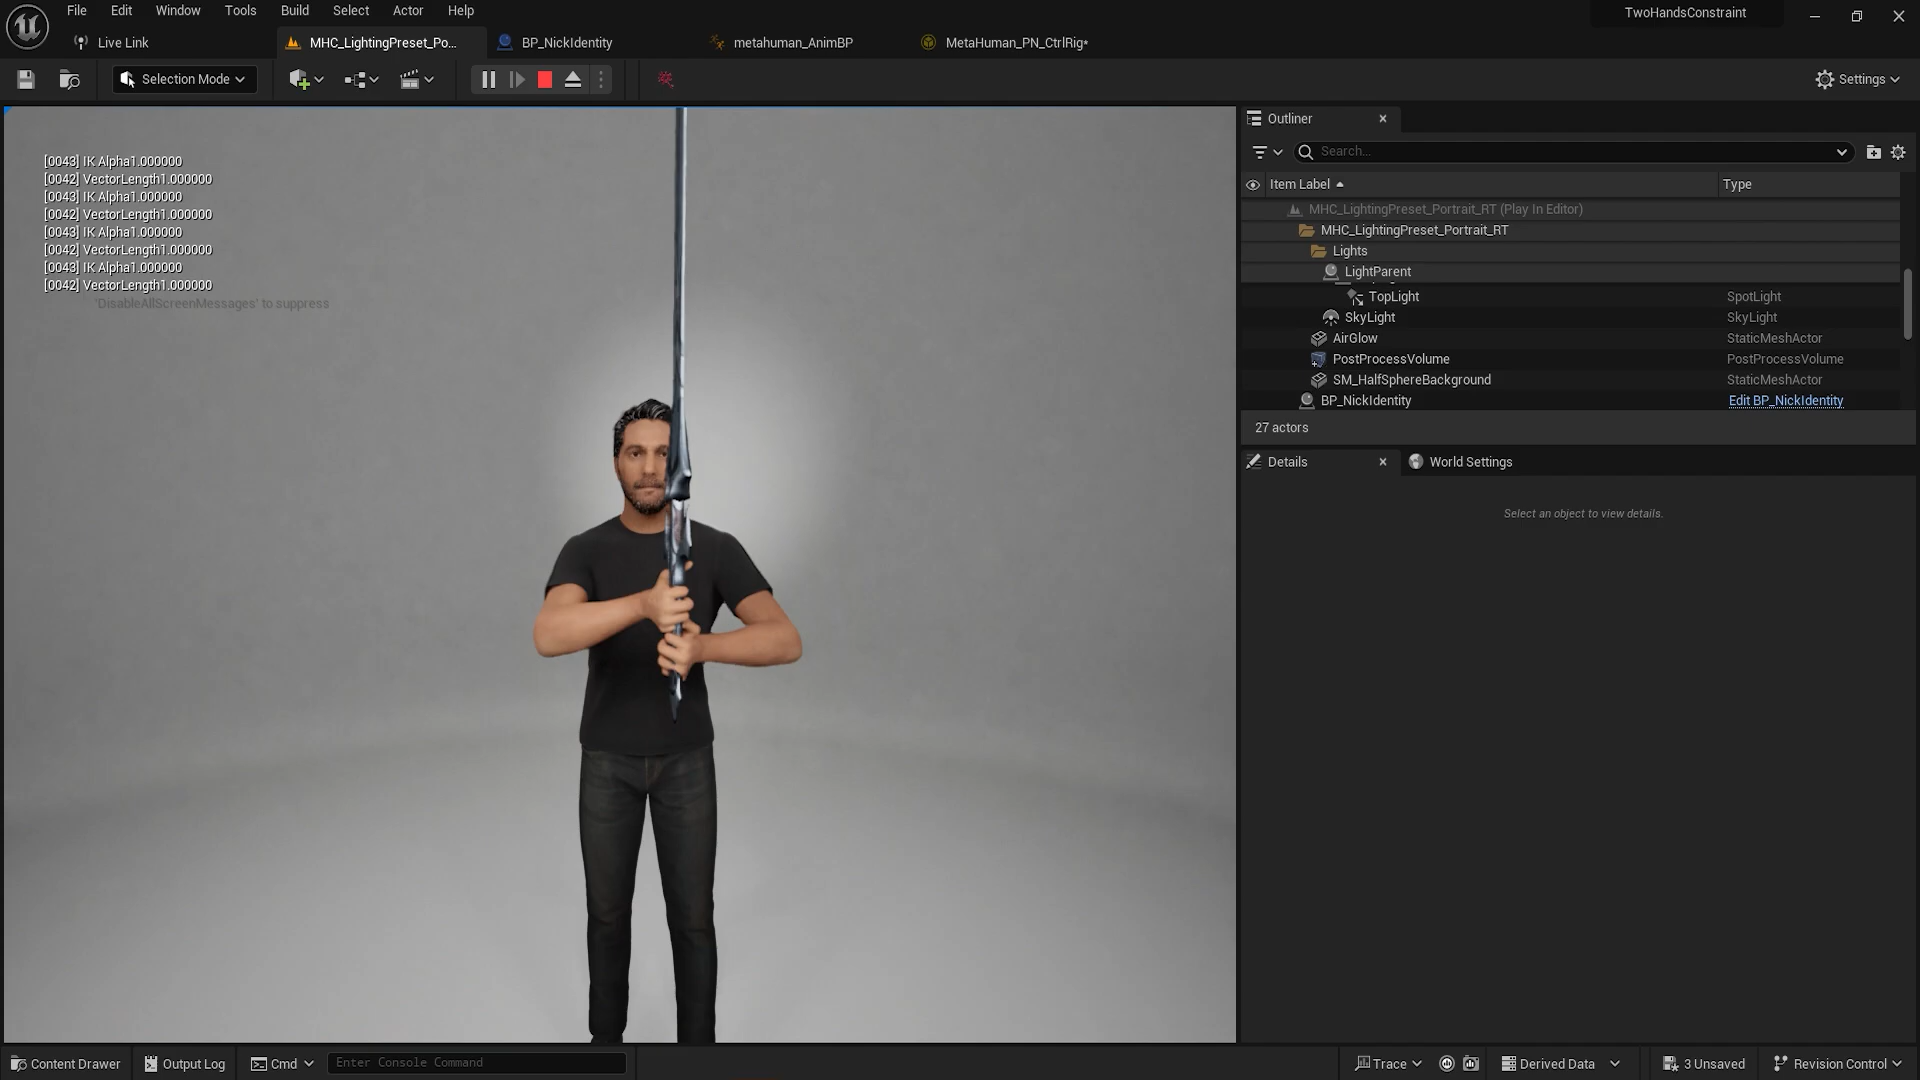 File Edit Window Tools Build Select Actor Help
TwoHandsConstraint
Live Link
MHC_LightingPreset_Po...
BP_NickIdentity
metahuman_AnimBP
MetaHuman_PN_CtrlRig*
Selection Mode
Settings
[0043] IK Alpha1.000000
[0042] VectorLength1.000000
[0043] IK Alpha1.000000
[0042] VectorLength1.000000
[0043] IK Alpha1.000000
[0042] VectorLength1.000000
[0043] IK Alpha1.000000
[0042] VectorLength1.000000
'DisableAllScreenMessages' to suppress
Outliner
Search...
Item Label Type
MHC_LightingPreset_Portrait_RT (Play In Editor)
MHC_LightingPreset_Portrait_RT
Lights
LightParent
TopLight SpotLight
SkyLight SkyLight
AirGlow StaticMeshActor
PostProcessVolume PostProcessVolume
SM_HalfSphereBackground StaticMeshActor
BP_NickIdentity Edit BP_NickIdentity
27 actors
Details World Settings
Select an object to view details.
Content Drawer Output Log Cmd Enter Console Command Trace Derived Data 3 Unsaved Revision Control